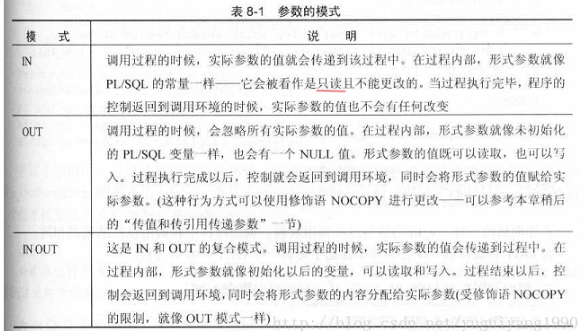 表 8-1 参数的模式
模 式 说 明
IN 调用过程的时候，实际参数的值就会传递到该过程中。在过程内部，形式参数就像
PL/SQL 的常量一样——它会被看作是只读且不能更改的。当过程执行完毕，程序的
控制返回到调用环境的时候，实际参数的值也不会有任何改变
OUT 调用过程的时候，会忽略所有实际参数的值。在过程内部，形式参数就像未初始化
的 PL/SQL 变量一样，也会有一个 NULL 值。形式参数的值既可以读取，也可以写
入。过程执行完成以后，控制就会返回到调用环境，同时会将形式参数的值赋给实
际参数。(这种行为方式可以使用修饰语 NOCOPY 进行更改——可以参考本章稍后
的“传值和传引用传递参数”一节)
IN OUT 这是 IN 和 OUT 的复合模式。调用过程的时候，实际参数的值会传递到过程中。在
过程内部，形式参数就像初始化以后的变量，可以读取和写入。过程结束以后，控
制会返回到调用环境，同时会将形式参数的内容分配给实际参数(受修饰语 NOCOPY
的限制，就像 OUT 模式一样)